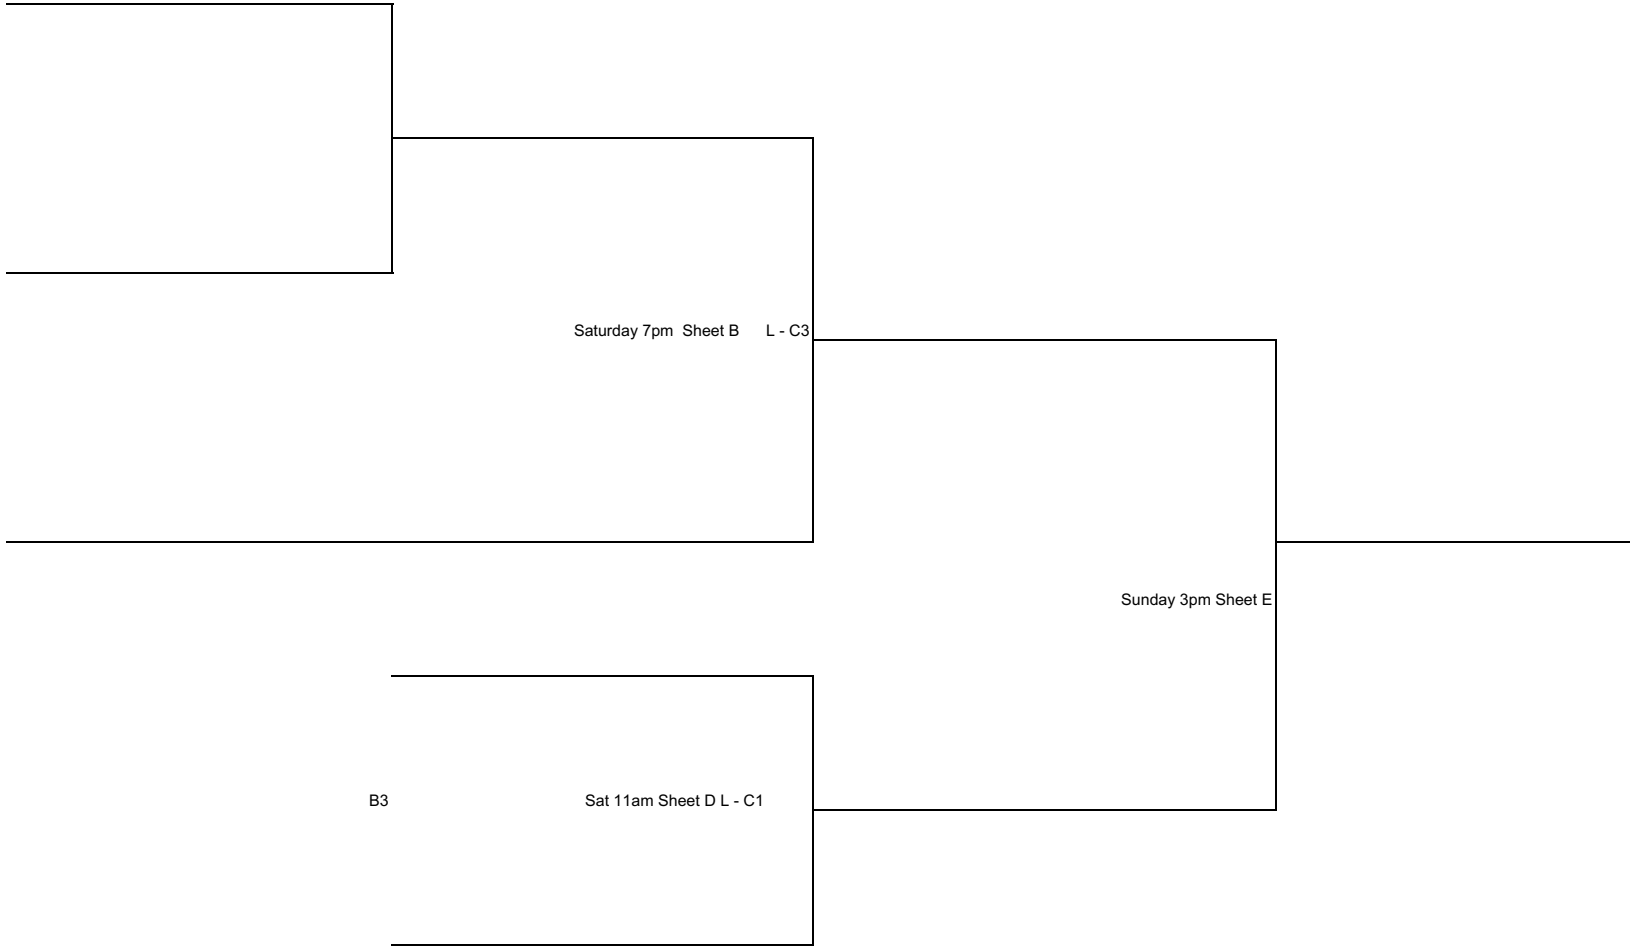 Saturday 7pm  Sheet B      L - C3
Sunday 3pm Sheet E
B3
Sat 11am Sheet D L - C1